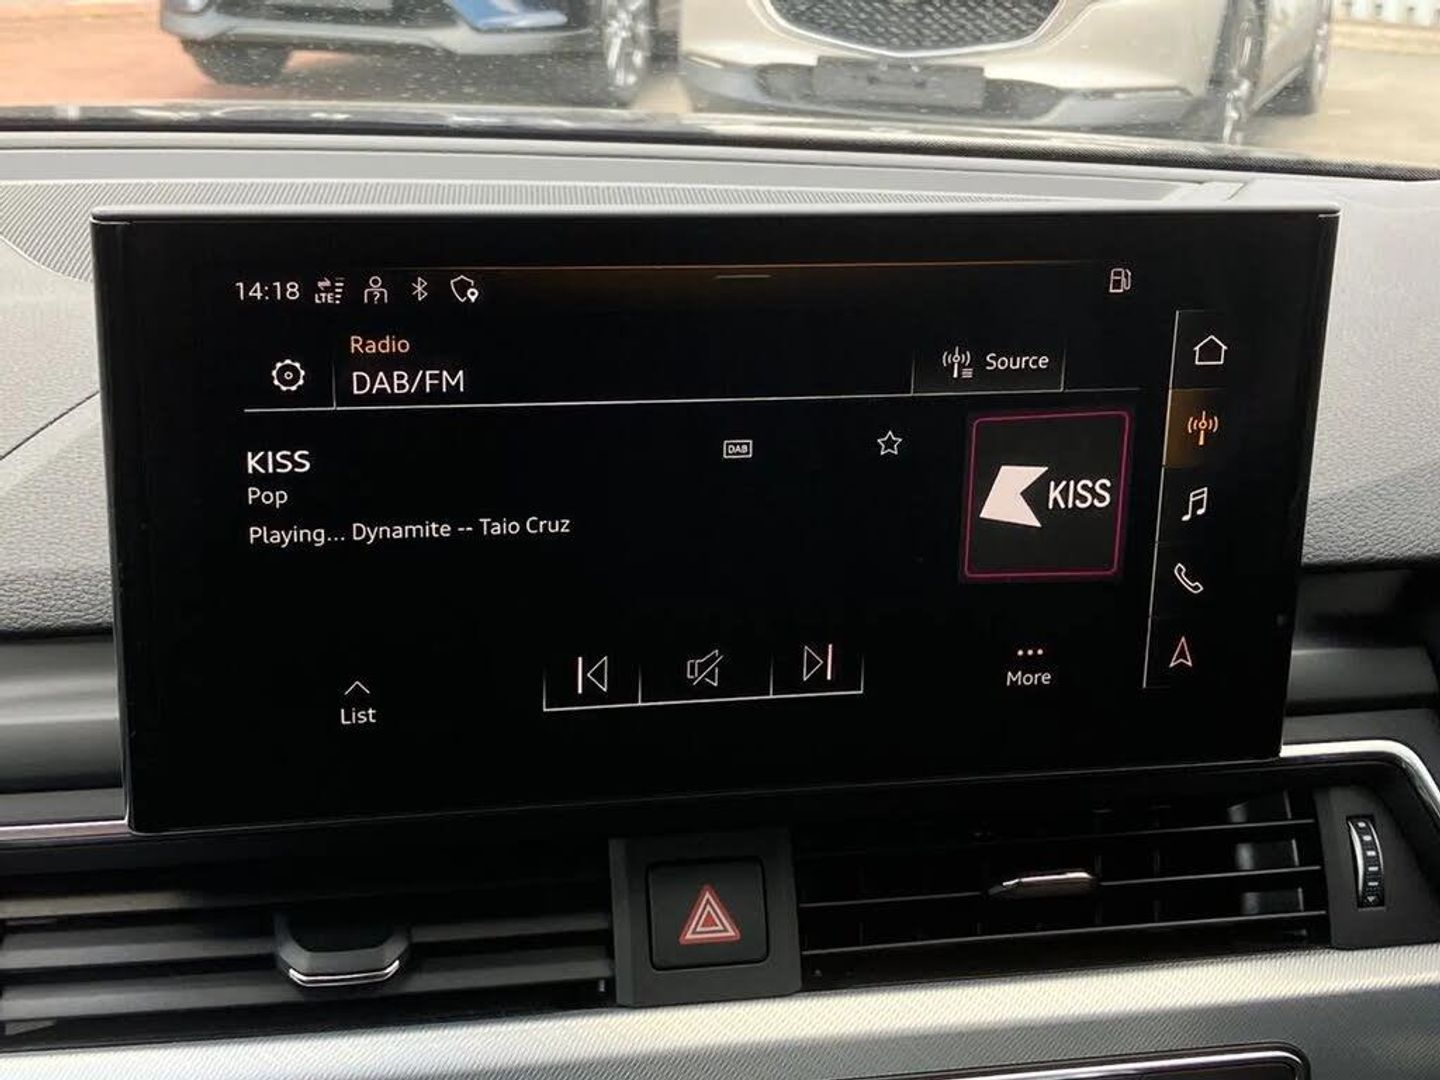 14:18 LTE
Radio
DAB/FM
Source
KISS
DAB
Pop
Playing... Dynamite -- Taio Cruz
KISS
List
More